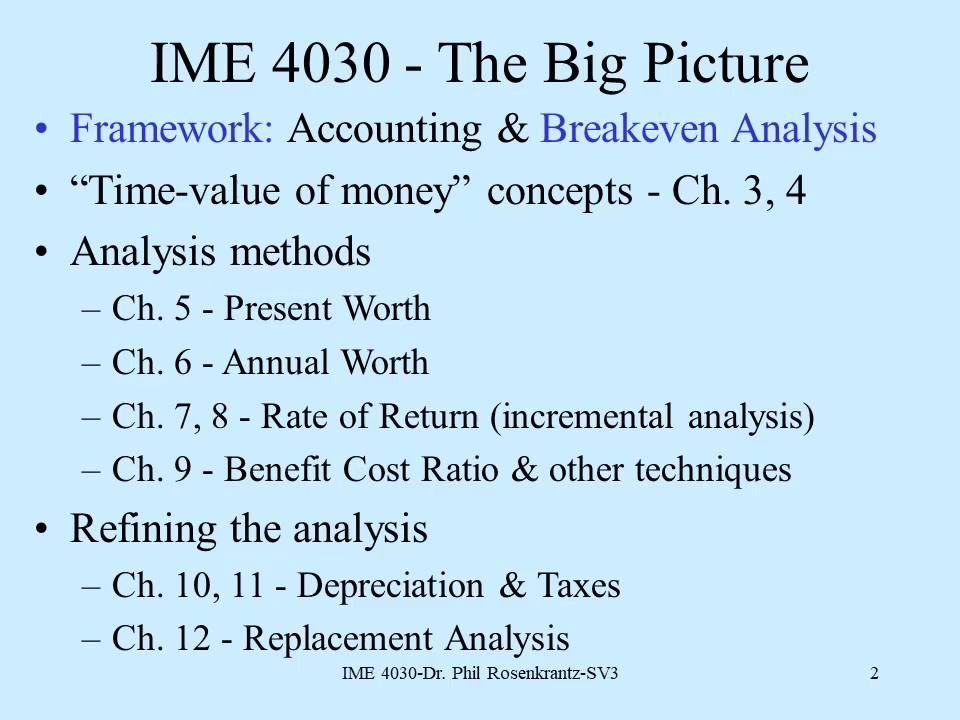 IME 4030 - The Big Picture
• Framework: Accounting & Breakeven Analysis
• “Time-value of money” concepts - Ch. 3, 4
• Analysis methods
– Ch. 5 - Present Worth
– Ch. 6 - Annual Worth
– Ch. 7, 8 - Rate of Return (incremental analysis)
– Ch. 9 - Benefit Cost Ratio & other techniques
• Refining the analysis
– Ch. 10, 11 - Depreciation & Taxes
– Ch. 12 - Replacement Analysis
IME 4030-Dr. Phil Rosenkrantz-SV3 2